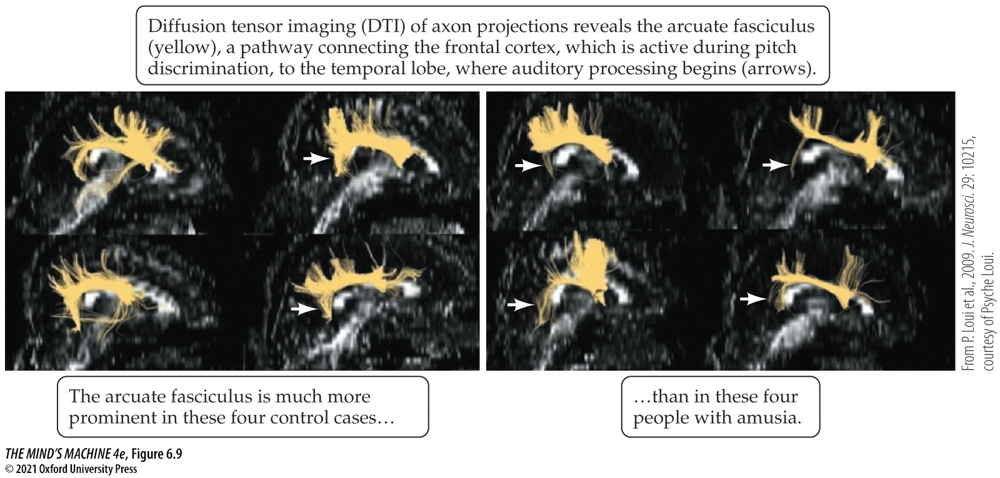 Diffusion tensor imaging (DTI) of axon projections reveals the arcuate fasciculus
(yellow), a pathway connecting the frontal cortex, which is active during pitch
discrimination, to the temporal lobe, where auditory processing begins (arrows).
The arcuate fasciculus is much more
prominent in these four control cases…
…than in these four
people with amusia.
From P. Loui et al., 2009. J. Neurosci. 29: 10215,
courtesy of Psyche Loui.
THE MIND'S MACHINE 4e, Figure 6.9
© 2021 Oxford University Press